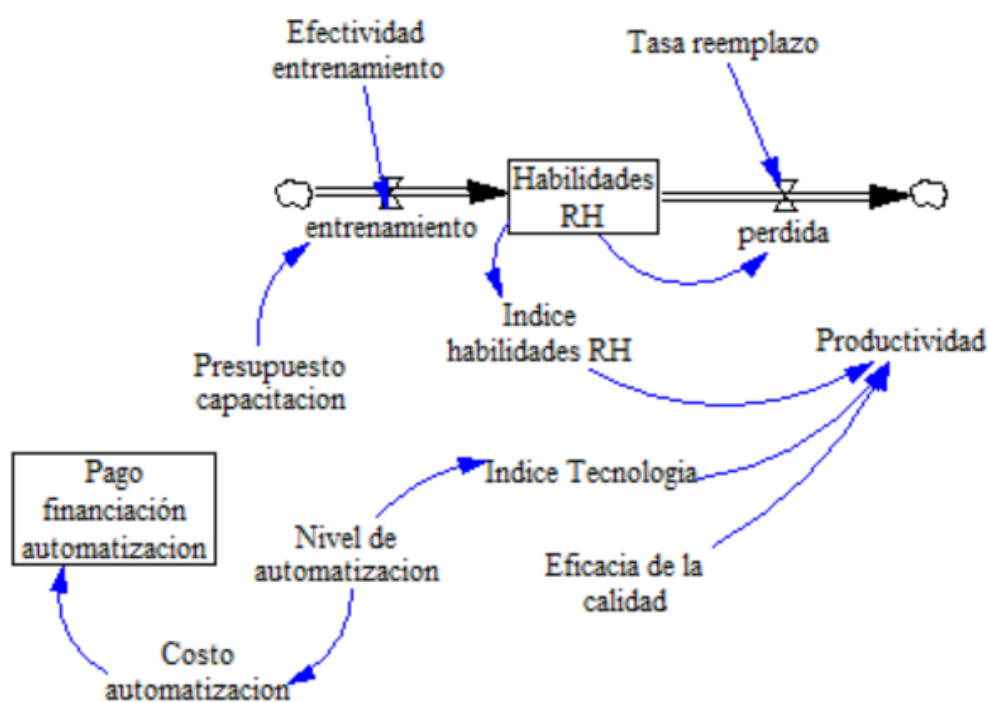 Efectividad
entrenamiento
Tasa reemplazo
Habilidades
RH
entrenamiento
perdida
Indice
habilidades RH
Productividad
Presupuesto
capacitacion
Pago
financiación
automatizacion
Indice Tecnologia
Nivel de
automatizacion
Eficacia de la
calidad
Costo
automatizacion